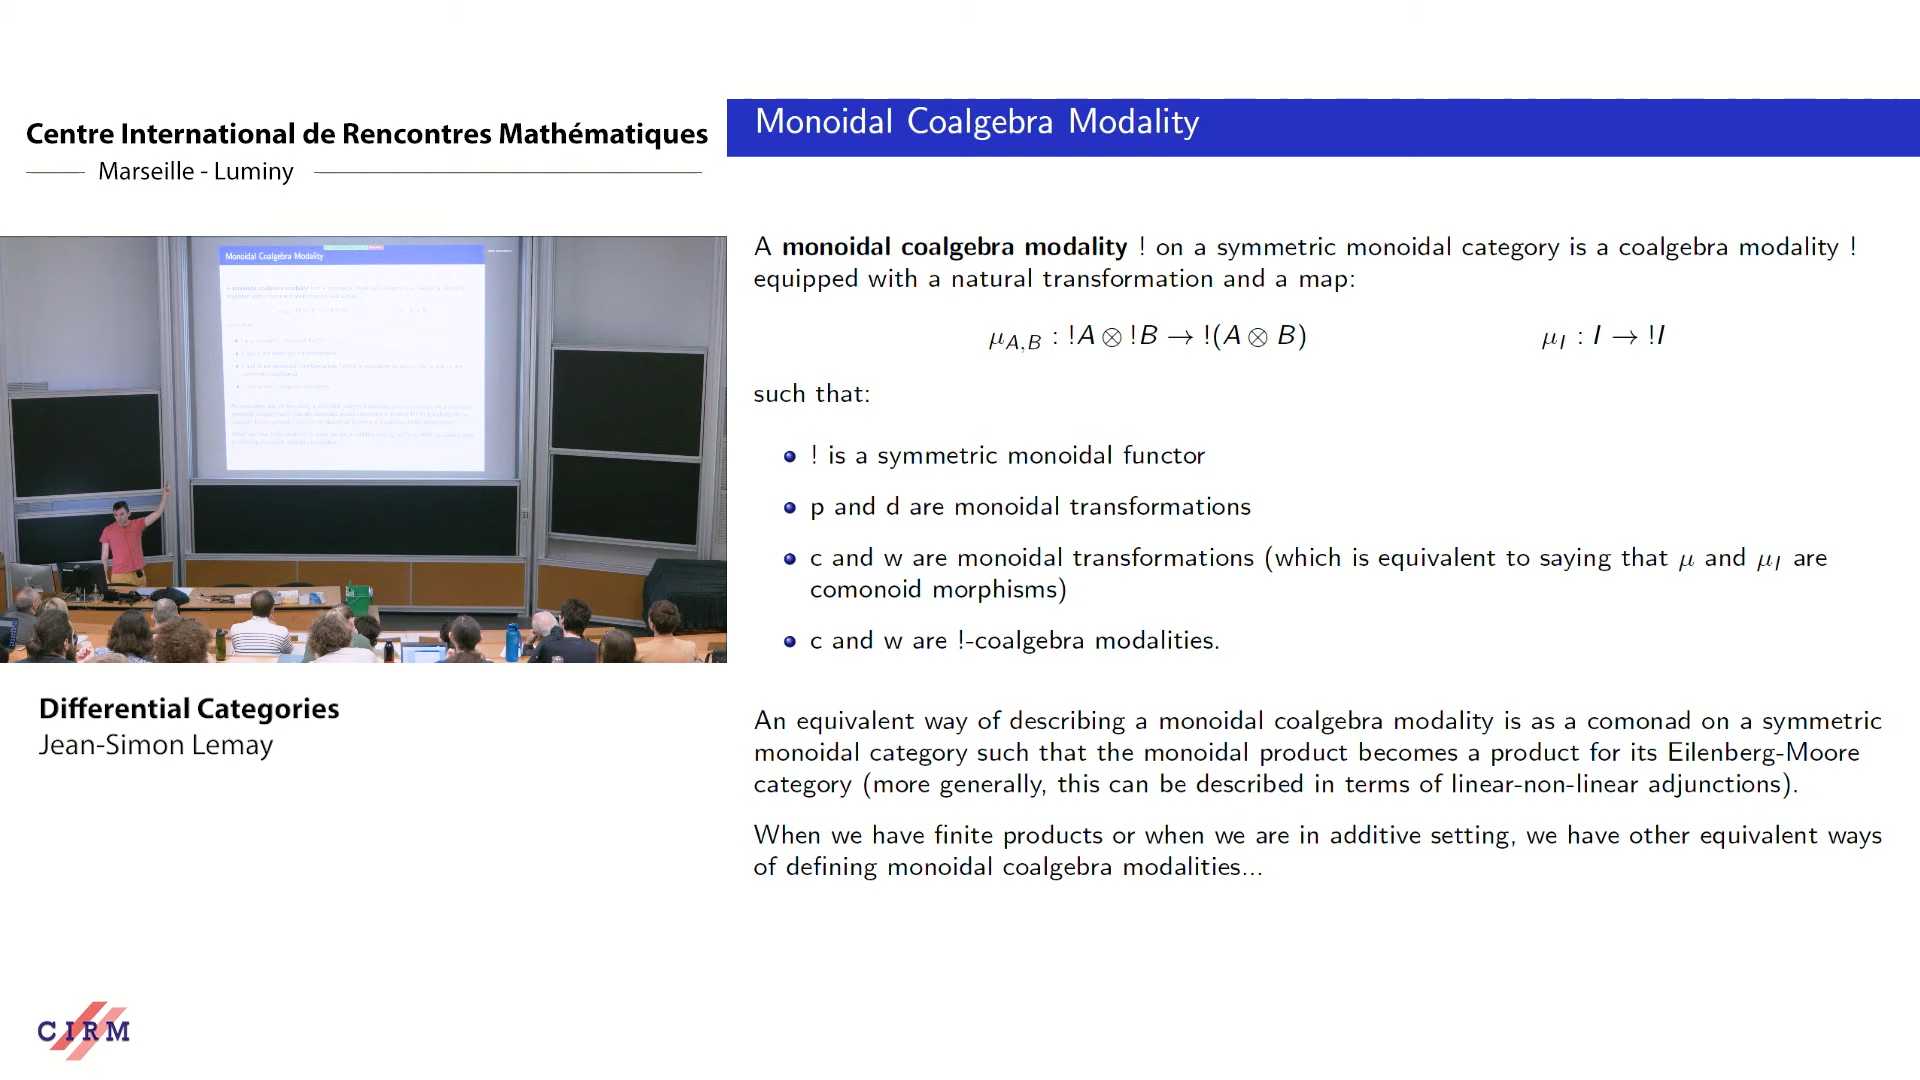 Centre International de Rencontres Mathématiques
Marseille - Luminy
Monoidal Coalgebra Modality
Differential Categories
Jean-Simon Lemay
CIRM
Monoidal Coalgebra Modality
A monoidal coalgebra modality ! on a symmetric monoidal category is a coalgebra modality !
equipped with a natural transformation and a map:
μ_{A,B} : !A ⊗ !B → !(A ⊗ B) μ_I : I → !I
such that:
! is a symmetric monoidal functor
p and d are monoidal transformations
c and w are monoidal transformations (which is equivalent to saying that μ and μ_I are
comonoid morphisms)
c and w are !-coalgebra modalities.
An equivalent way of describing a monoidal coalgebra modality is as a comonad on a symmetric
monoidal category such that the monoidal product becomes a product for its Eilenberg-Moore
category (more generally, this can be described in terms of linear-non-linear adjunctions).
When we have finite products or when we are in additive setting, we have other equivalent ways
of defining monoidal coalgebra modalities...